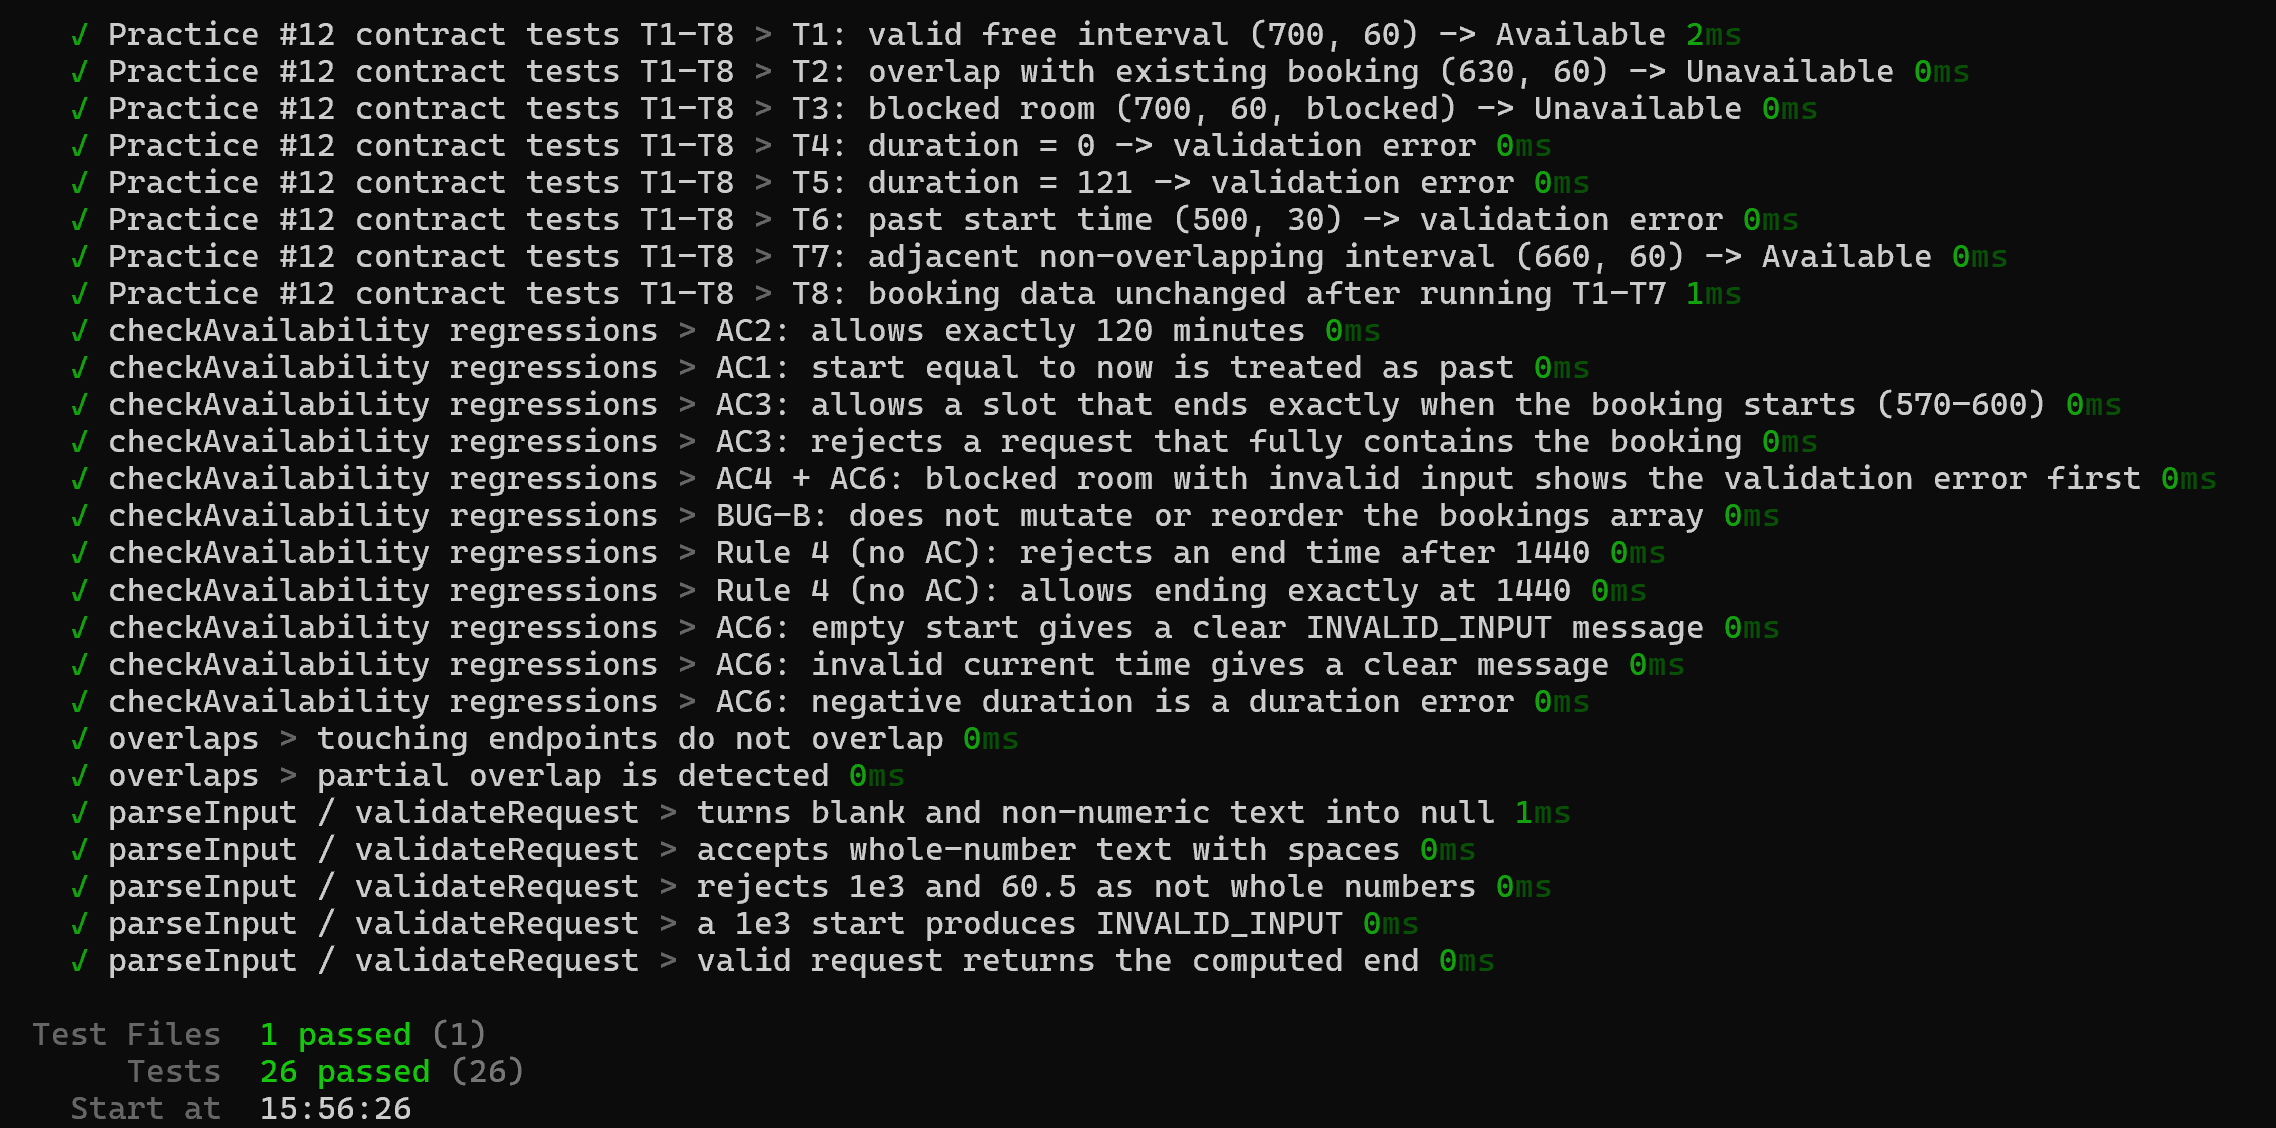 ✓ Practice #12 contract tests T1-T8 > T1: valid free interval (700, 60) -> Available 2ms
✓ Practice #12 contract tests T1-T8 > T2: overlap with existing booking (630, 60) -> Unavailable 0ms
✓ Practice #12 contract tests T1-T8 > T3: blocked room (700, 60, blocked) -> Unavailable 0ms
✓ Practice #12 contract tests T1-T8 > T4: duration = 0 -> validation error 0ms
✓ Practice #12 contract tests T1-T8 > T5: duration = 121 -> validation error 0ms
✓ Practice #12 contract tests T1-T8 > T6: past start time (500, 30) -> validation error 0ms
✓ Practice #12 contract tests T1-T8 > T7: adjacent non-overlapping interval (660, 60) -> Available 0ms
✓ Practice #12 contract tests T1-T8 > T8: booking data unchanged after running T1-T7 1ms
✓ checkAvailability regressions > AC2: allows exactly 120 minutes 0ms
✓ checkAvailability regressions > AC1: start equal to now is treated as past 0ms
✓ checkAvailability regressions > AC3: allows a slot that ends exactly when the booking starts (570-600) 0ms
✓ checkAvailability regressions > AC3: rejects a request that fully contains the booking 0ms
✓ checkAvailability regressions > AC4 + AC6: blocked room with invalid input shows the validation error first 0ms
✓ checkAvailability regressions > BUG-B: does not mutate or reorder the bookings array 0ms
✓ checkAvailability regressions > Rule 4 (no AC): rejects an end time after 1440 0ms
✓ checkAvailability regressions > Rule 4 (no AC): allows ending exactly at 1440 0ms
✓ checkAvailability regressions > AC6: empty start gives a clear INVALID_INPUT message 0ms
✓ checkAvailability regressions > AC6: invalid current time gives a clear message 0ms
✓ checkAvailability regressions > AC6: negative duration is a duration error 0ms
✓ overlaps > touching endpoints do not overlap 0ms
✓ overlaps > partial overlap is detected 0ms
✓ parseInput / validateRequest > turns blank and non-numeric text into null 1ms
✓ parseInput / validateRequest > accepts whole-number text with spaces 0ms
✓ parseInput / validateRequest > rejects 1e3 and 60.5 as not whole numbers 0ms
✓ parseInput / validateRequest > a 1e3 start produces INVALID_INPUT 0ms
✓ parseInput / validateRequest > valid request returns the computed end 0ms
Test Files 1 passed (1)
Tests 26 passed (26)
Start at 15:56:26